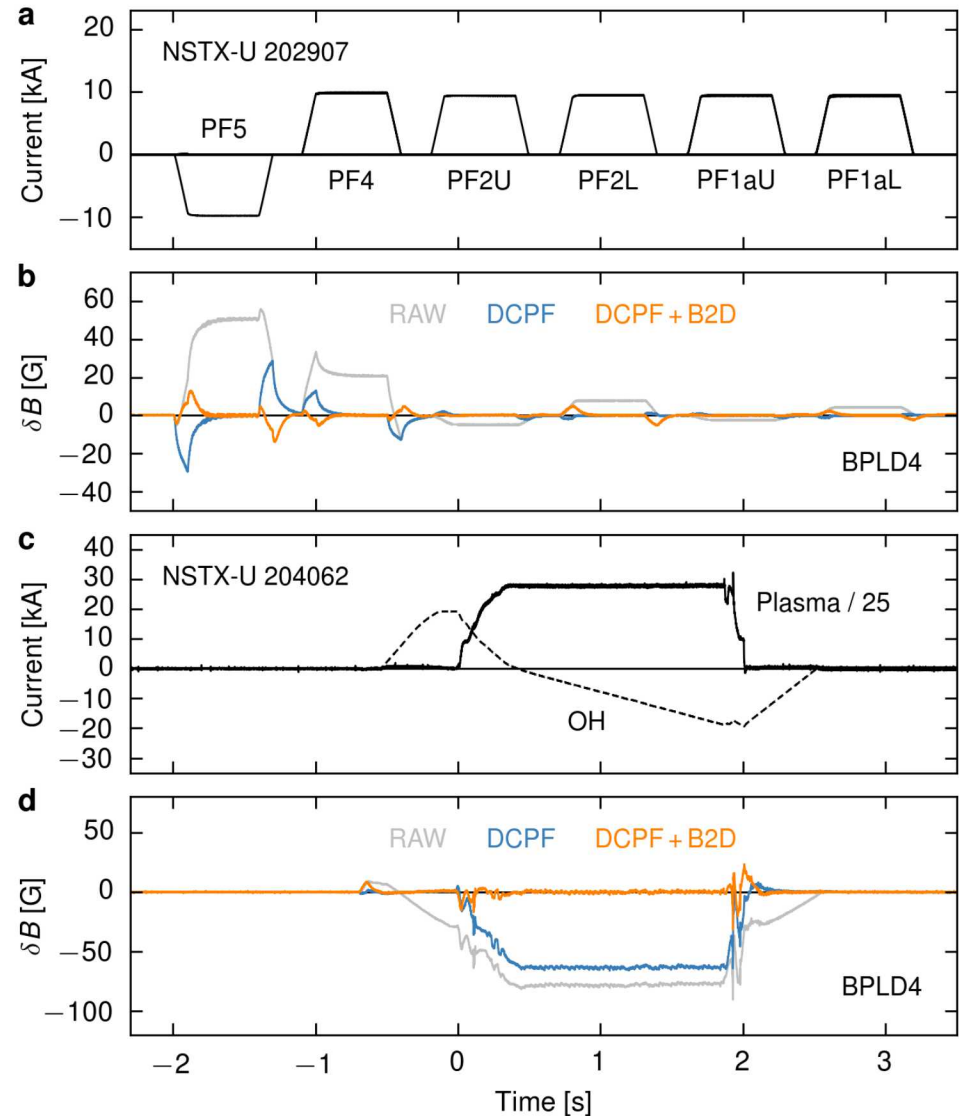 a
20
10
0
−10
Current [kA]
NSTX-U 202907
PF5
PF4 PF2U PF2L PF1aU PF1aL
b
60
40
20
0
−20
−40
δB [G]
RAW DCPF DCPF + B2D
BPLD4
c
40
30
20
10
0
−10
−20
−30
Current [kA]
NSTX-U 204062
Plasma / 25
OH
d
50
0
−50
−100
δB [G]
RAW DCPF DCPF + B2D
BPLD4
−2 −1 0 1 2 3
Time [s]